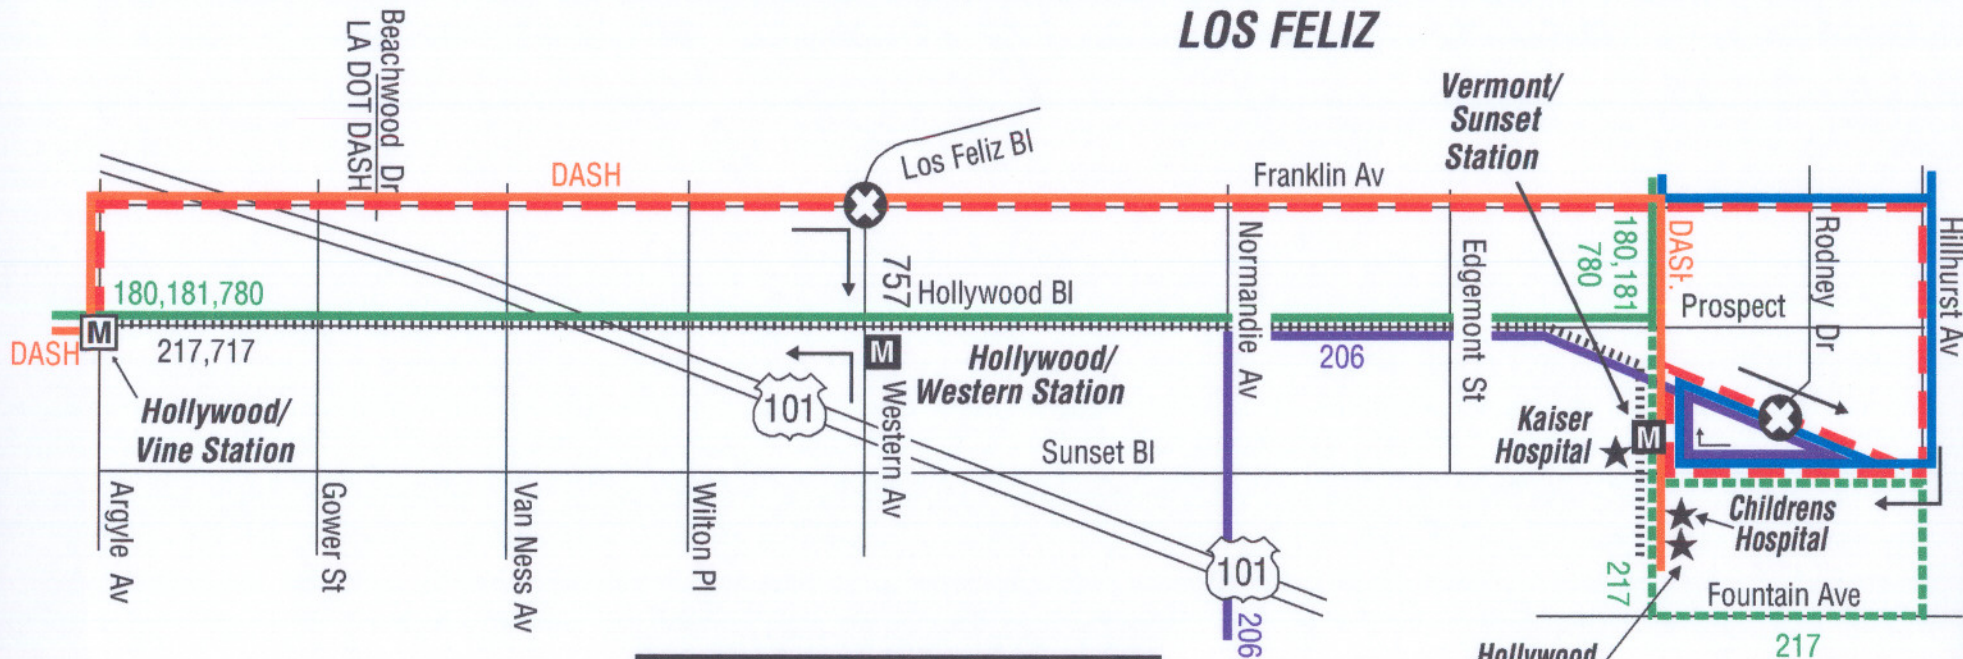 LOS FELIZ
Beachwood Dr
LA DOT DASH
Vermont/
Sunset
Station
Los Feliz Bl
DASH
Franklin Av
180,181,780
217,717
DASH
M
Hollywood/
Vine Station
757
Hollywood Bl
M
Hollywood/
Western Station
101
Western Av
Sunset Bl
Normandie Av
206
Edgemont St
180,181
780
DASH
Prospect
Rodney Dr
Hillhurst Av
Kaiser
Hospital
M
Childrens
Hospital
Argyle Av
Gower St
Van Ness Av
Wilton Pl
101
206
217
Fountain Ave
217
Hollywood